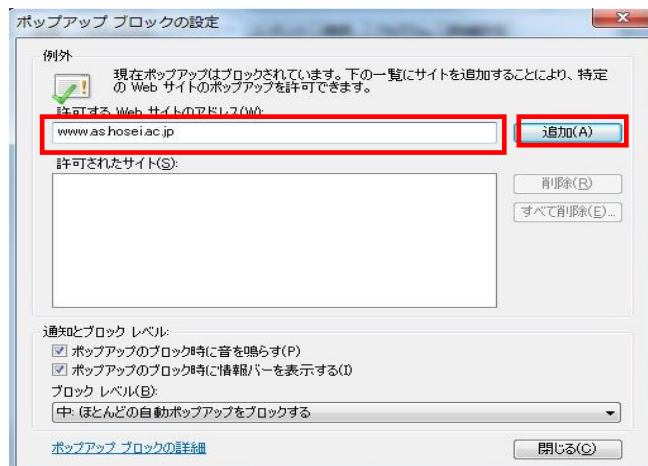 ポップアップ ブロックの設定
例外
現在ポップアップはブロックされています。下の一覧にサイトを追加することにより、特定
の Web サイトのポップアップを許可できます。
許可する Web サイトのアドレス(W):
www.as.hosei.ac.jp
追加(A)
許可されたサイト(S):
削除(R)
すべて削除(E)...
通知とブロック レベル:
ポップアップのブロック時に音を鳴らす(P)
ポップアップのブロック時に情報バーを表示する(I)
ブロック レベル(B):
中: ほとんどの自動ポップアップをブロックする
ポップアップ ブロックの詳細
閉じる(C)